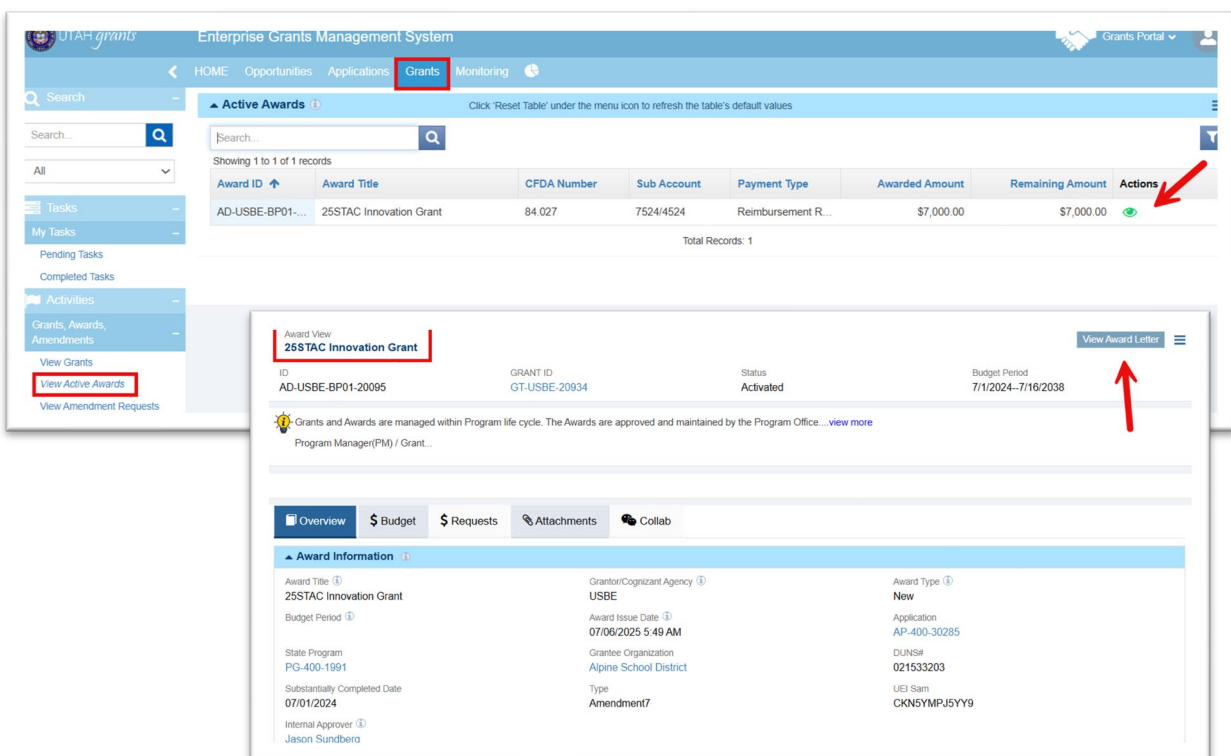 UTAH grants
Enterprise Grants Management System
Grants Portal
HOME Opportunities Applications Grants Monitoring
Search
Search...
All
Tasks
My Tasks
Pending Tasks
Completed Tasks
Activities
Grants, Awards,
Amendments
View Grants
View Active Awards
View Amendment Requests
Active Awards
Click 'Reset Table' under the menu icon to refresh the table's default values
Search...
Showing 1 to 1 of 1 records
Award ID Award Title CFDA Number Sub Account Payment Type Awarded Amount Remaining Amount Actions
AD-USBE-BP01-... 25STAC Innovation Grant 84.027 7524/4524 Reimbursement R... $7,000.00 $7,000.00
Total Records: 1
Award View
25STAC Innovation Grant
View Award Letter
ID GRANT ID Status Budget Period
AD-USBE-BP01-20095 GT-USBE-20934 Activated 7/1/2024--7/16/2038
Grants and Awards are managed within Program life cycle. The Awards are approved and maintained by the Program Office....view more
Program Manager(PM) / Grant...
Overview $ Budget $ Requests Attachments Collab
Award Information
Award Title Grantor/Cognizant Agency Award Type
25STAC Innovation Grant USBE New
Budget Period Award Issue Date Application
07/06/2025 5:49 AM AP-400-30285
State Program Grantee Organization DUNS#
PG-400-1991 Alpine School District 021533203
Substantially Completed Date Type UEI Sam
07/01/2024 Amendment7 CKN5YMPJ5YY9
Internal Approver
Jason Sundberg